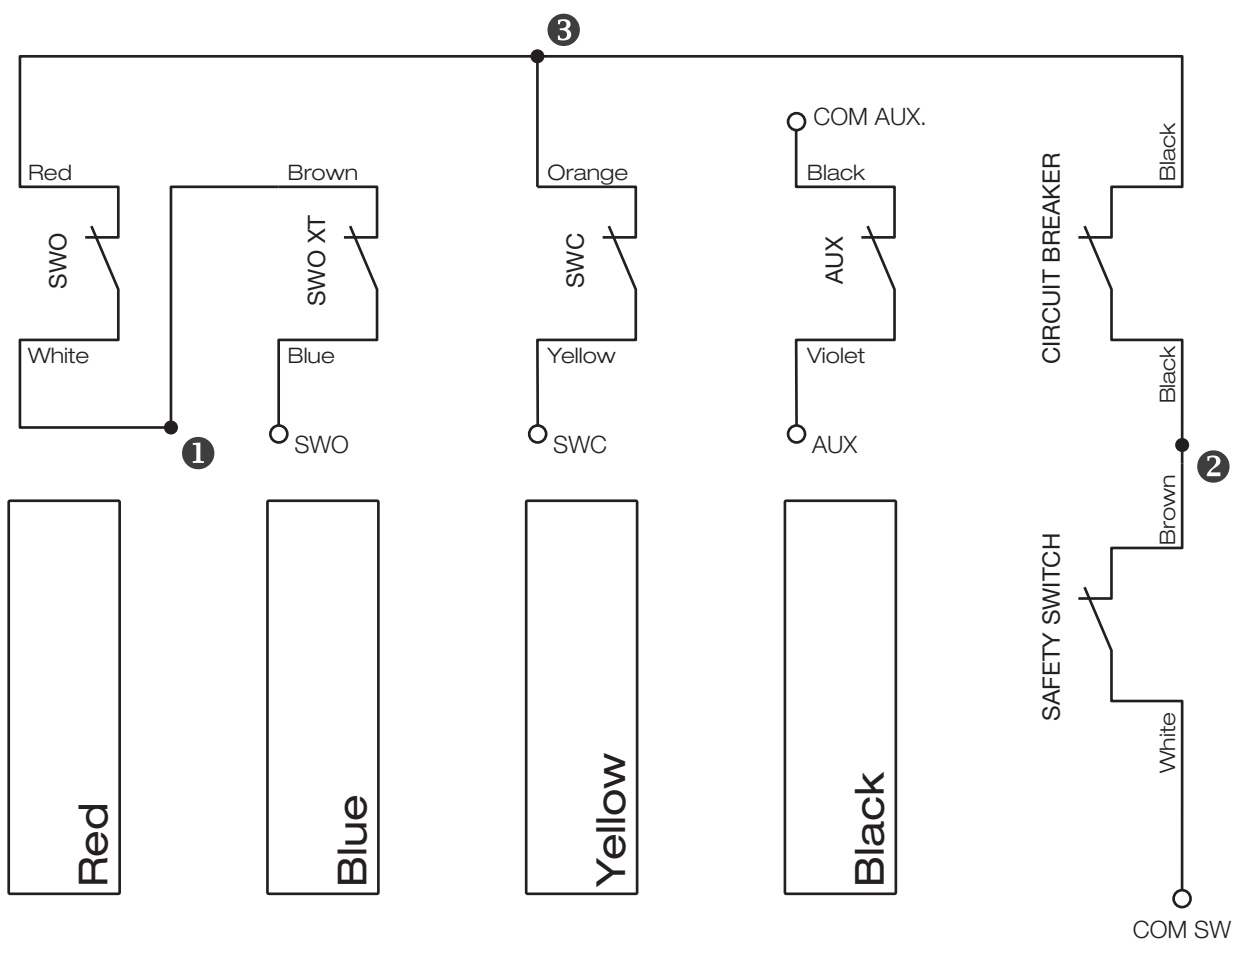 3
COM AUX.
Red
Brown
Orange
Black
Black
SWO
SWO XT
SWC
AUX
CIRCUIT BREAKER
White
Blue
Yellow
Violet
Black
1
SWO
SWC
AUX
2
Brown
SAFETY SWITCH
White
Red
Blue
Yellow
Black
COM SW